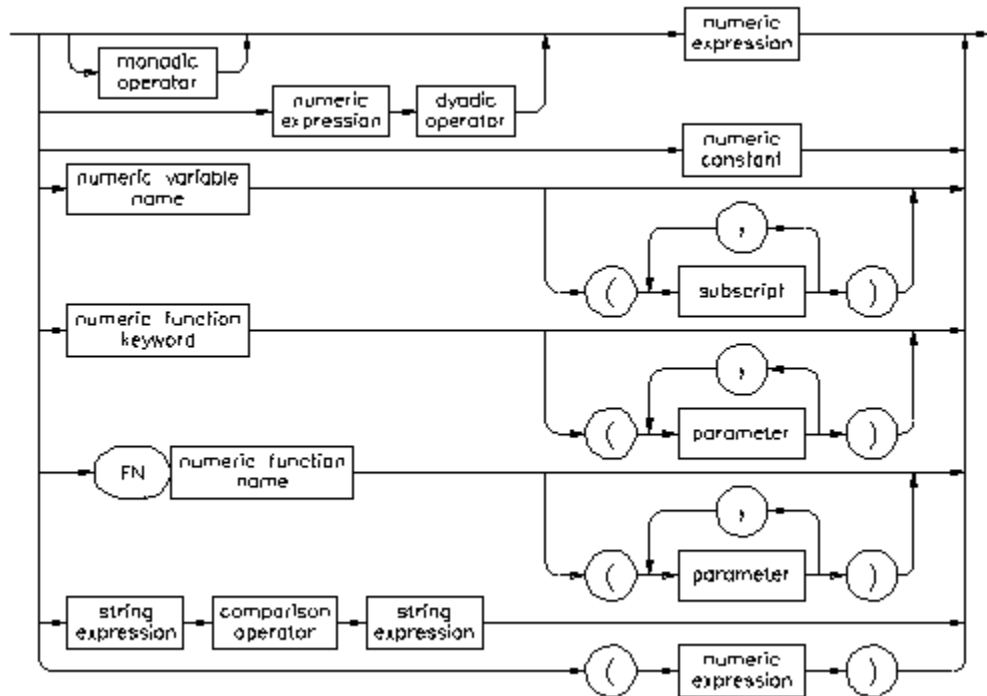 numeric
expression
monadic
operator
numeric
expression
dyadic
operator
numeric
constant
numeric variable
name
,
(
subscript
)
numeric function
keyword
,
(
parameter
)
FN
numeric function
name
,
(
parameter
)
string
expression
comparison
operator
string
expression
(
numeric
expression
)